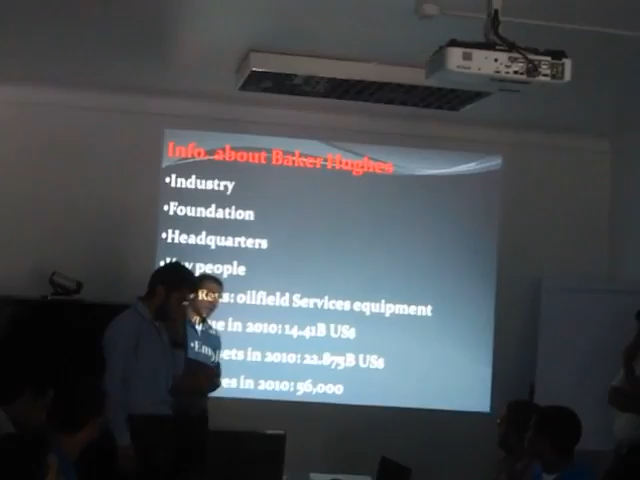 Info. about Baker Hughes
•Industry
•Foundation
•Headquarters
people
oilfield Services equipment
in 2010: 14.41B US$
in 2010: 22.875B US$
in 2010: 56,000